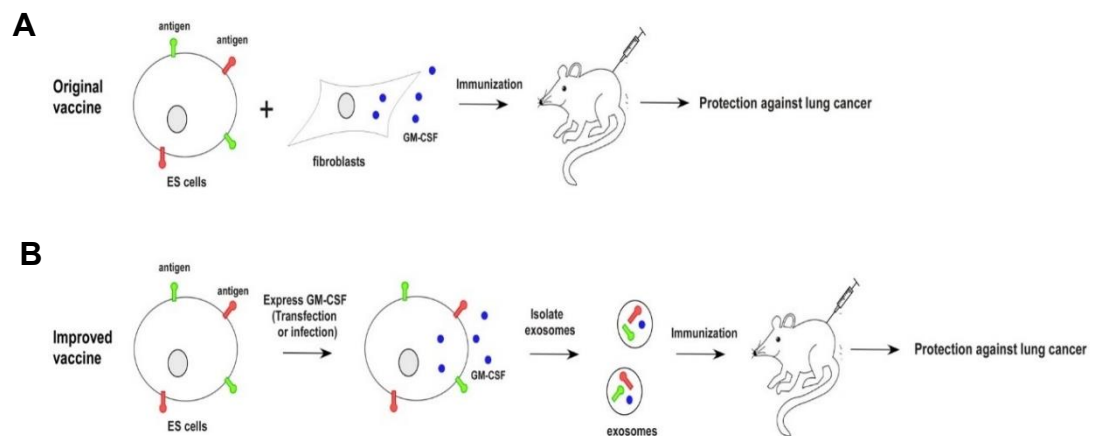 A
antigen
antigen
Original
vaccine
+
Immunization
Protection against lung cancer
GM-CSF
fibroblasts
ES cells
B
antigen
antigen
Improved
vaccine
Express GM-CSF
(Transfection
or infection)
Isolate
exosomes
Immunization
Protection against lung cancer
GM-CSF
ES cells
exosomes